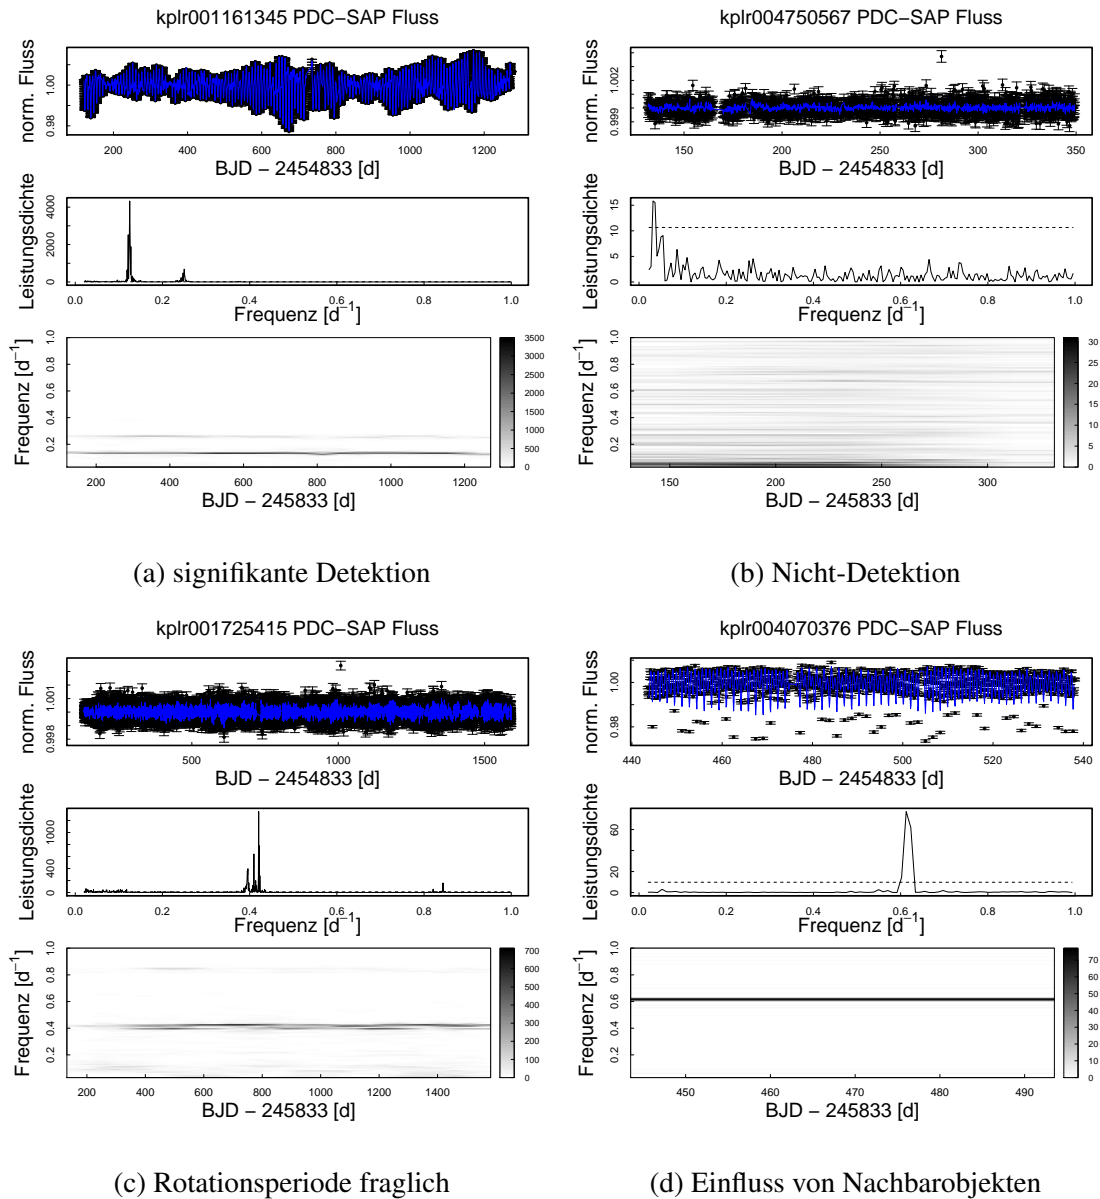 kplr001161345 PDC−SAP Fluss
norm. Fluss
0.98 1.00
200 400 600 800 1000 1200
BJD − 2454833 [d]
Leistungsdichte
0 2000 4000
0.0 0.2 0.4 0.6 0.8 1.0
Frequenz [d−1]
Frequenz [d−1]
0.2 0.4 0.6 0.8 1.0
3500
3000
2500
2000
1500
1000
500
0
200 400 600 800 1000 1200
BJD − 245833 [d]
(a) signifikante Detektion
kplr004750567 PDC−SAP Fluss
norm. Fluss
0.999 1.002
150 200 250 300 350
BJD − 2454833 [d]
Leistungsdichte
0 5 10 15
0.0 0.2 0.4 0.6 0.8 1.0
Frequenz [d−1]
Frequenz [d−1]
0.2 0.4 0.6 0.8 1.0
30
25
20
15
10
5
0
150 200 250 300
BJD − 245833 [d]
(b) Nicht-Detektion
kplr001725415 PDC−SAP Fluss
norm. Fluss
0.998 1.001
500 1000 1500
BJD − 2454833 [d]
Leistungsdichte
0 400 1000
0.0 0.2 0.4 0.6 0.8 1.0
Frequenz [d−1]
Frequenz [d−1]
0.2 0.4 0.6 0.8 1.0
700
600
500
400
300
200
100
0
200 400 600 800 1000 1200 1400
BJD − 245833 [d]
(c) Rotationsperiode fraglich
kplr004070376 PDC−SAP Fluss
norm. Fluss
0.98 1.00
440 460 480 500 520 540
BJD − 2454833 [d]
Leistungsdichte
0 20 60
0.0 0.2 0.4 0.6 0.8 1.0
Frequenz [d−1]
Frequenz [d−1]
0.2 0.4 0.6 0.8 1.0
70
60
50
40
30
20
10
0
450 460 470 480 490
BJD − 245833 [d]
(d) Einfluss von Nachbarobjekten